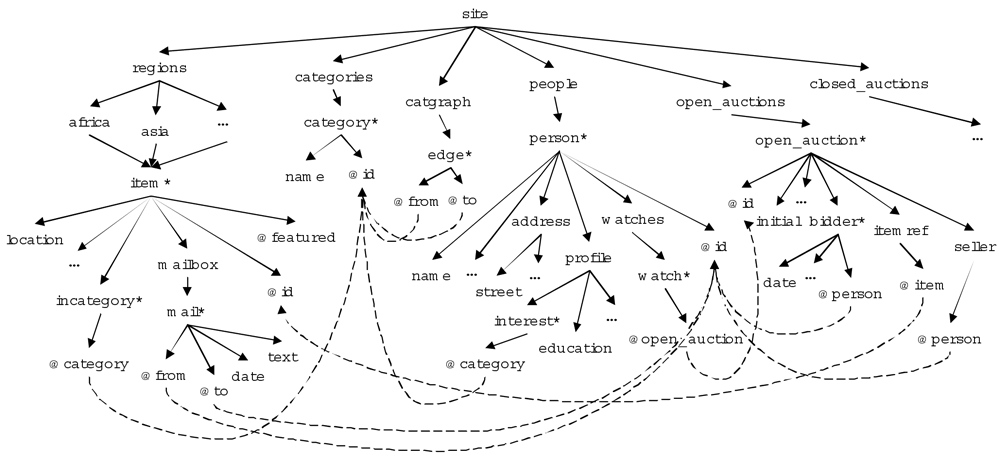 site
regions
categories
people
closed_auctions
catgraph
open_auctions
africa
asia
...
category*
person*
...
open_auction*
edge*
item *
name
@ id
@ from
@ to
@ id
...
location
...
@ featured
address
watches
initial
bidder*
item ref
seller
@ id
mailbox
name
...
profile
incategory*
@ id
street
...
watch*
date
...
@ person
@ item
mail*
interest*
...
text
education
@ open_auction
@ person
@ category
@ from
@ to
date
@ category